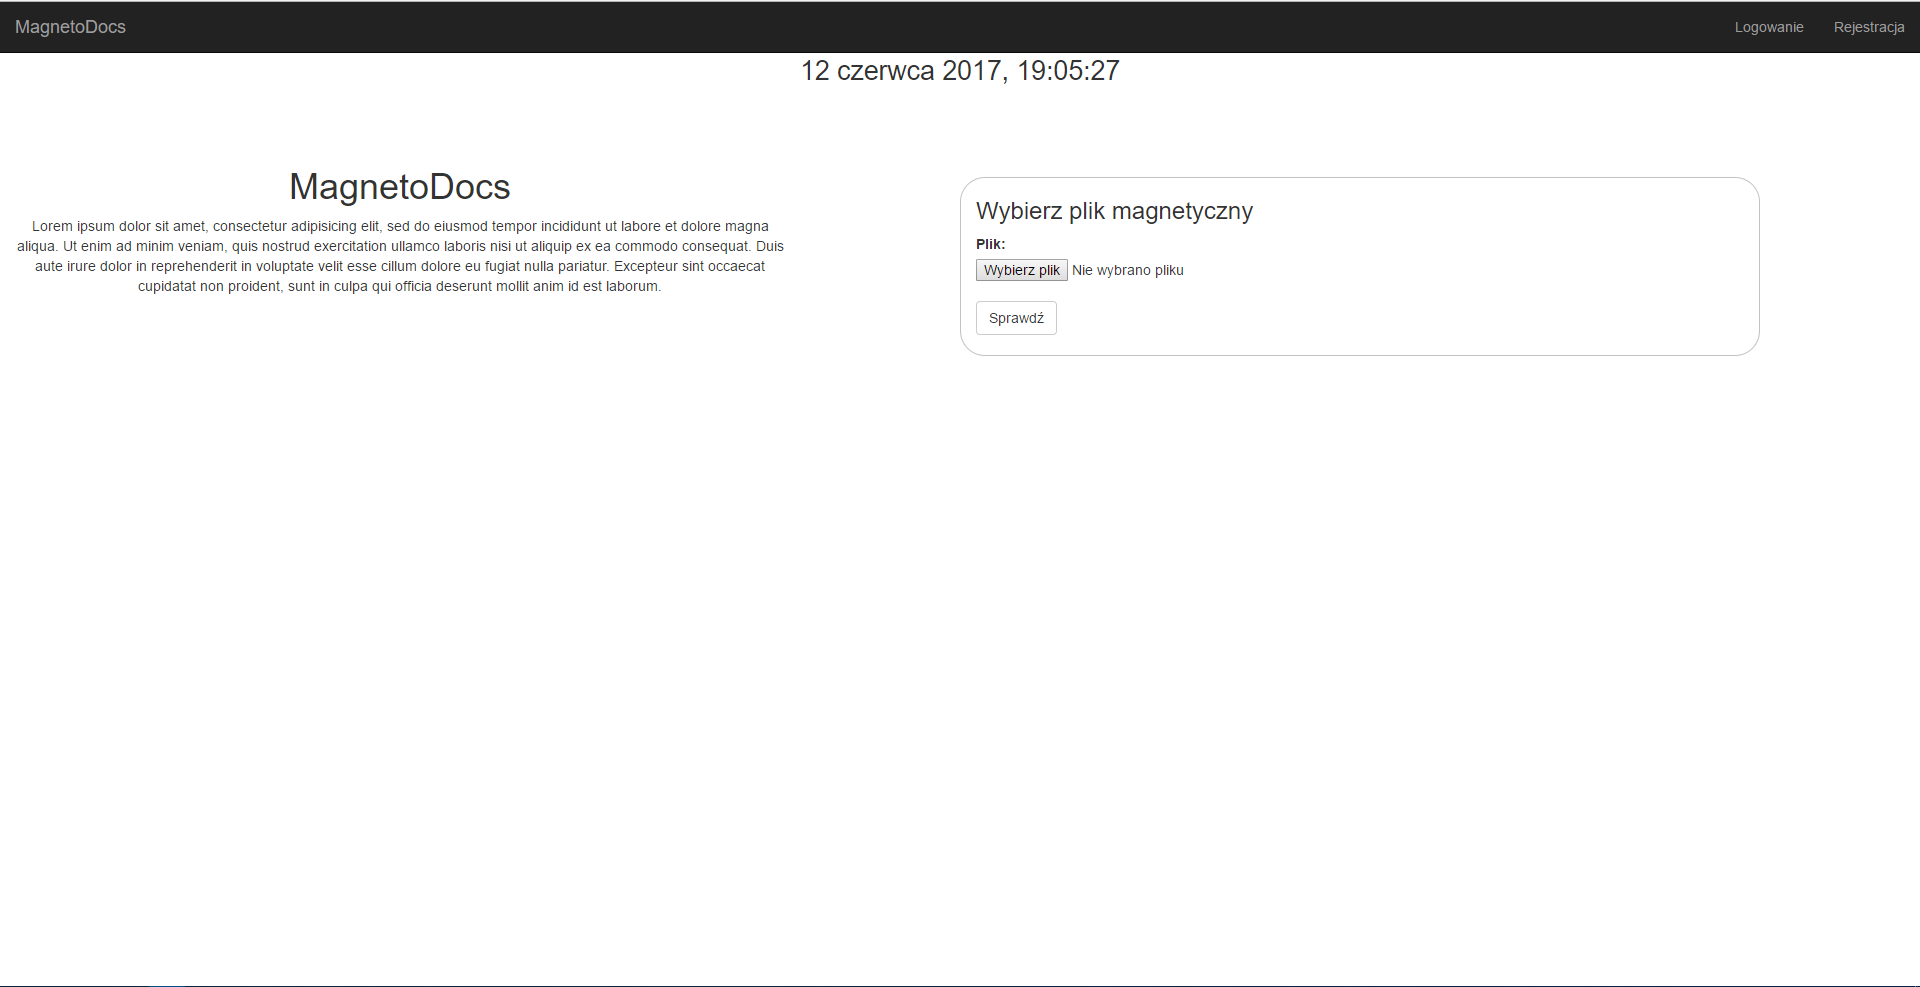 MagnetoDocs
Logowanie
Rejestracja
12 czerwca 2017, 19:05:27
MagnetoDocs
Lorem ipsum dolor sit amet, consectetur adipisicing elit, sed do eiusmod tempor incididunt ut labore et dolore magna
aliqua. Ut enim ad minim veniam, quis nostrud exercitation ullamco laboris nisi ut aliquip ex ea commodo consequat. Duis
aute irure dolor in reprehenderit in voluptate velit esse cillum dolore eu fugiat nulla pariatur. Excepteur sint occaecat
cupidatat non proident, sunt in culpa qui officia deserunt mollit anim id est laborum.
Wybierz plik magnetyczny
Plik:
Wybierz plik Nie wybrano pliku
Sprawdź